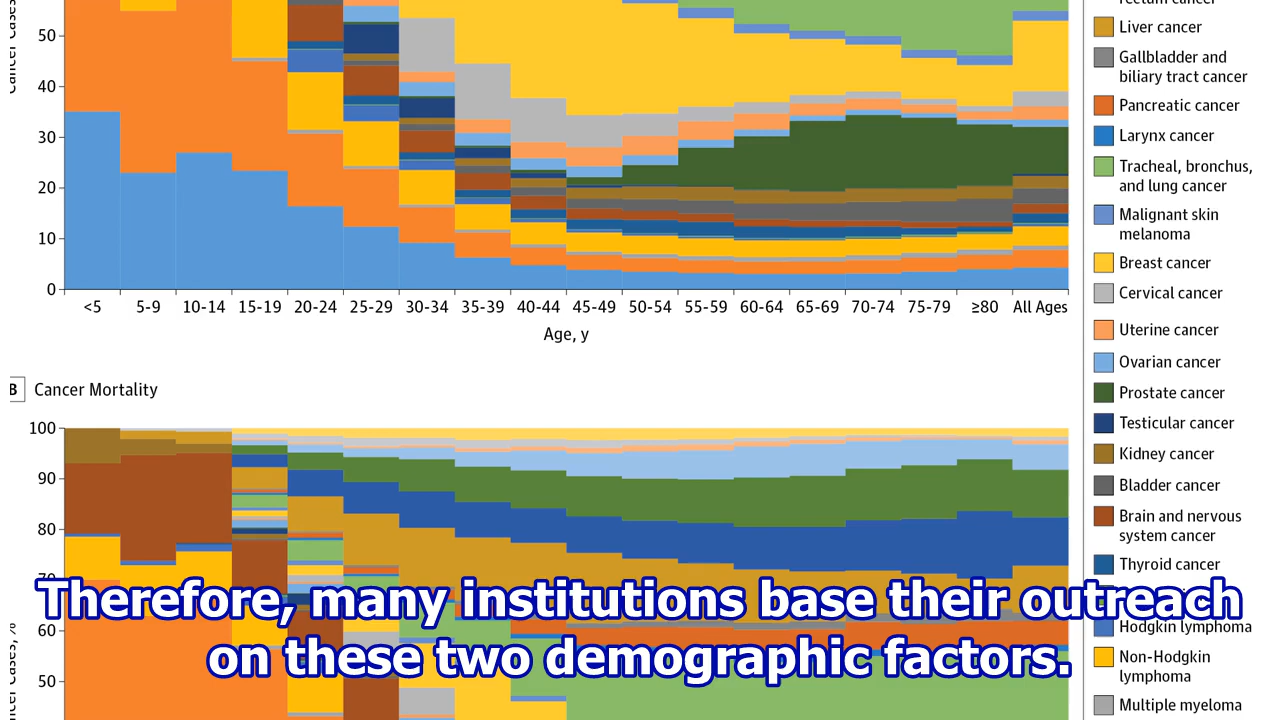 Cancer Cases
50
40
30
20
10
0
<5 5-9 10-14 15-19 20-24 25-29 30-34 35-39 40-44 45-49 50-54 55-59 60-64 65-69 70-74 75-79 ≥80 All Ages
Age, y
B Cancer Mortality
100
90
80
60
50
Liver cancer
Gallbladder and
biliary tract cancer
Pancreatic cancer
Larynx cancer
Tracheal, bronchus,
and lung cancer
Malignant skin
melanoma
Breast cancer
Cervical cancer
Uterine cancer
Ovarian cancer
Prostate cancer
Testicular cancer
Kidney cancer
Bladder cancer
Brain and nervous
system cancer
Thyroid cancer
Hodgkin lymphoma
Non-Hodgkin
lymphoma
Multiple myeloma
Therefore, many institutions base their outreach
on these two demographic factors.